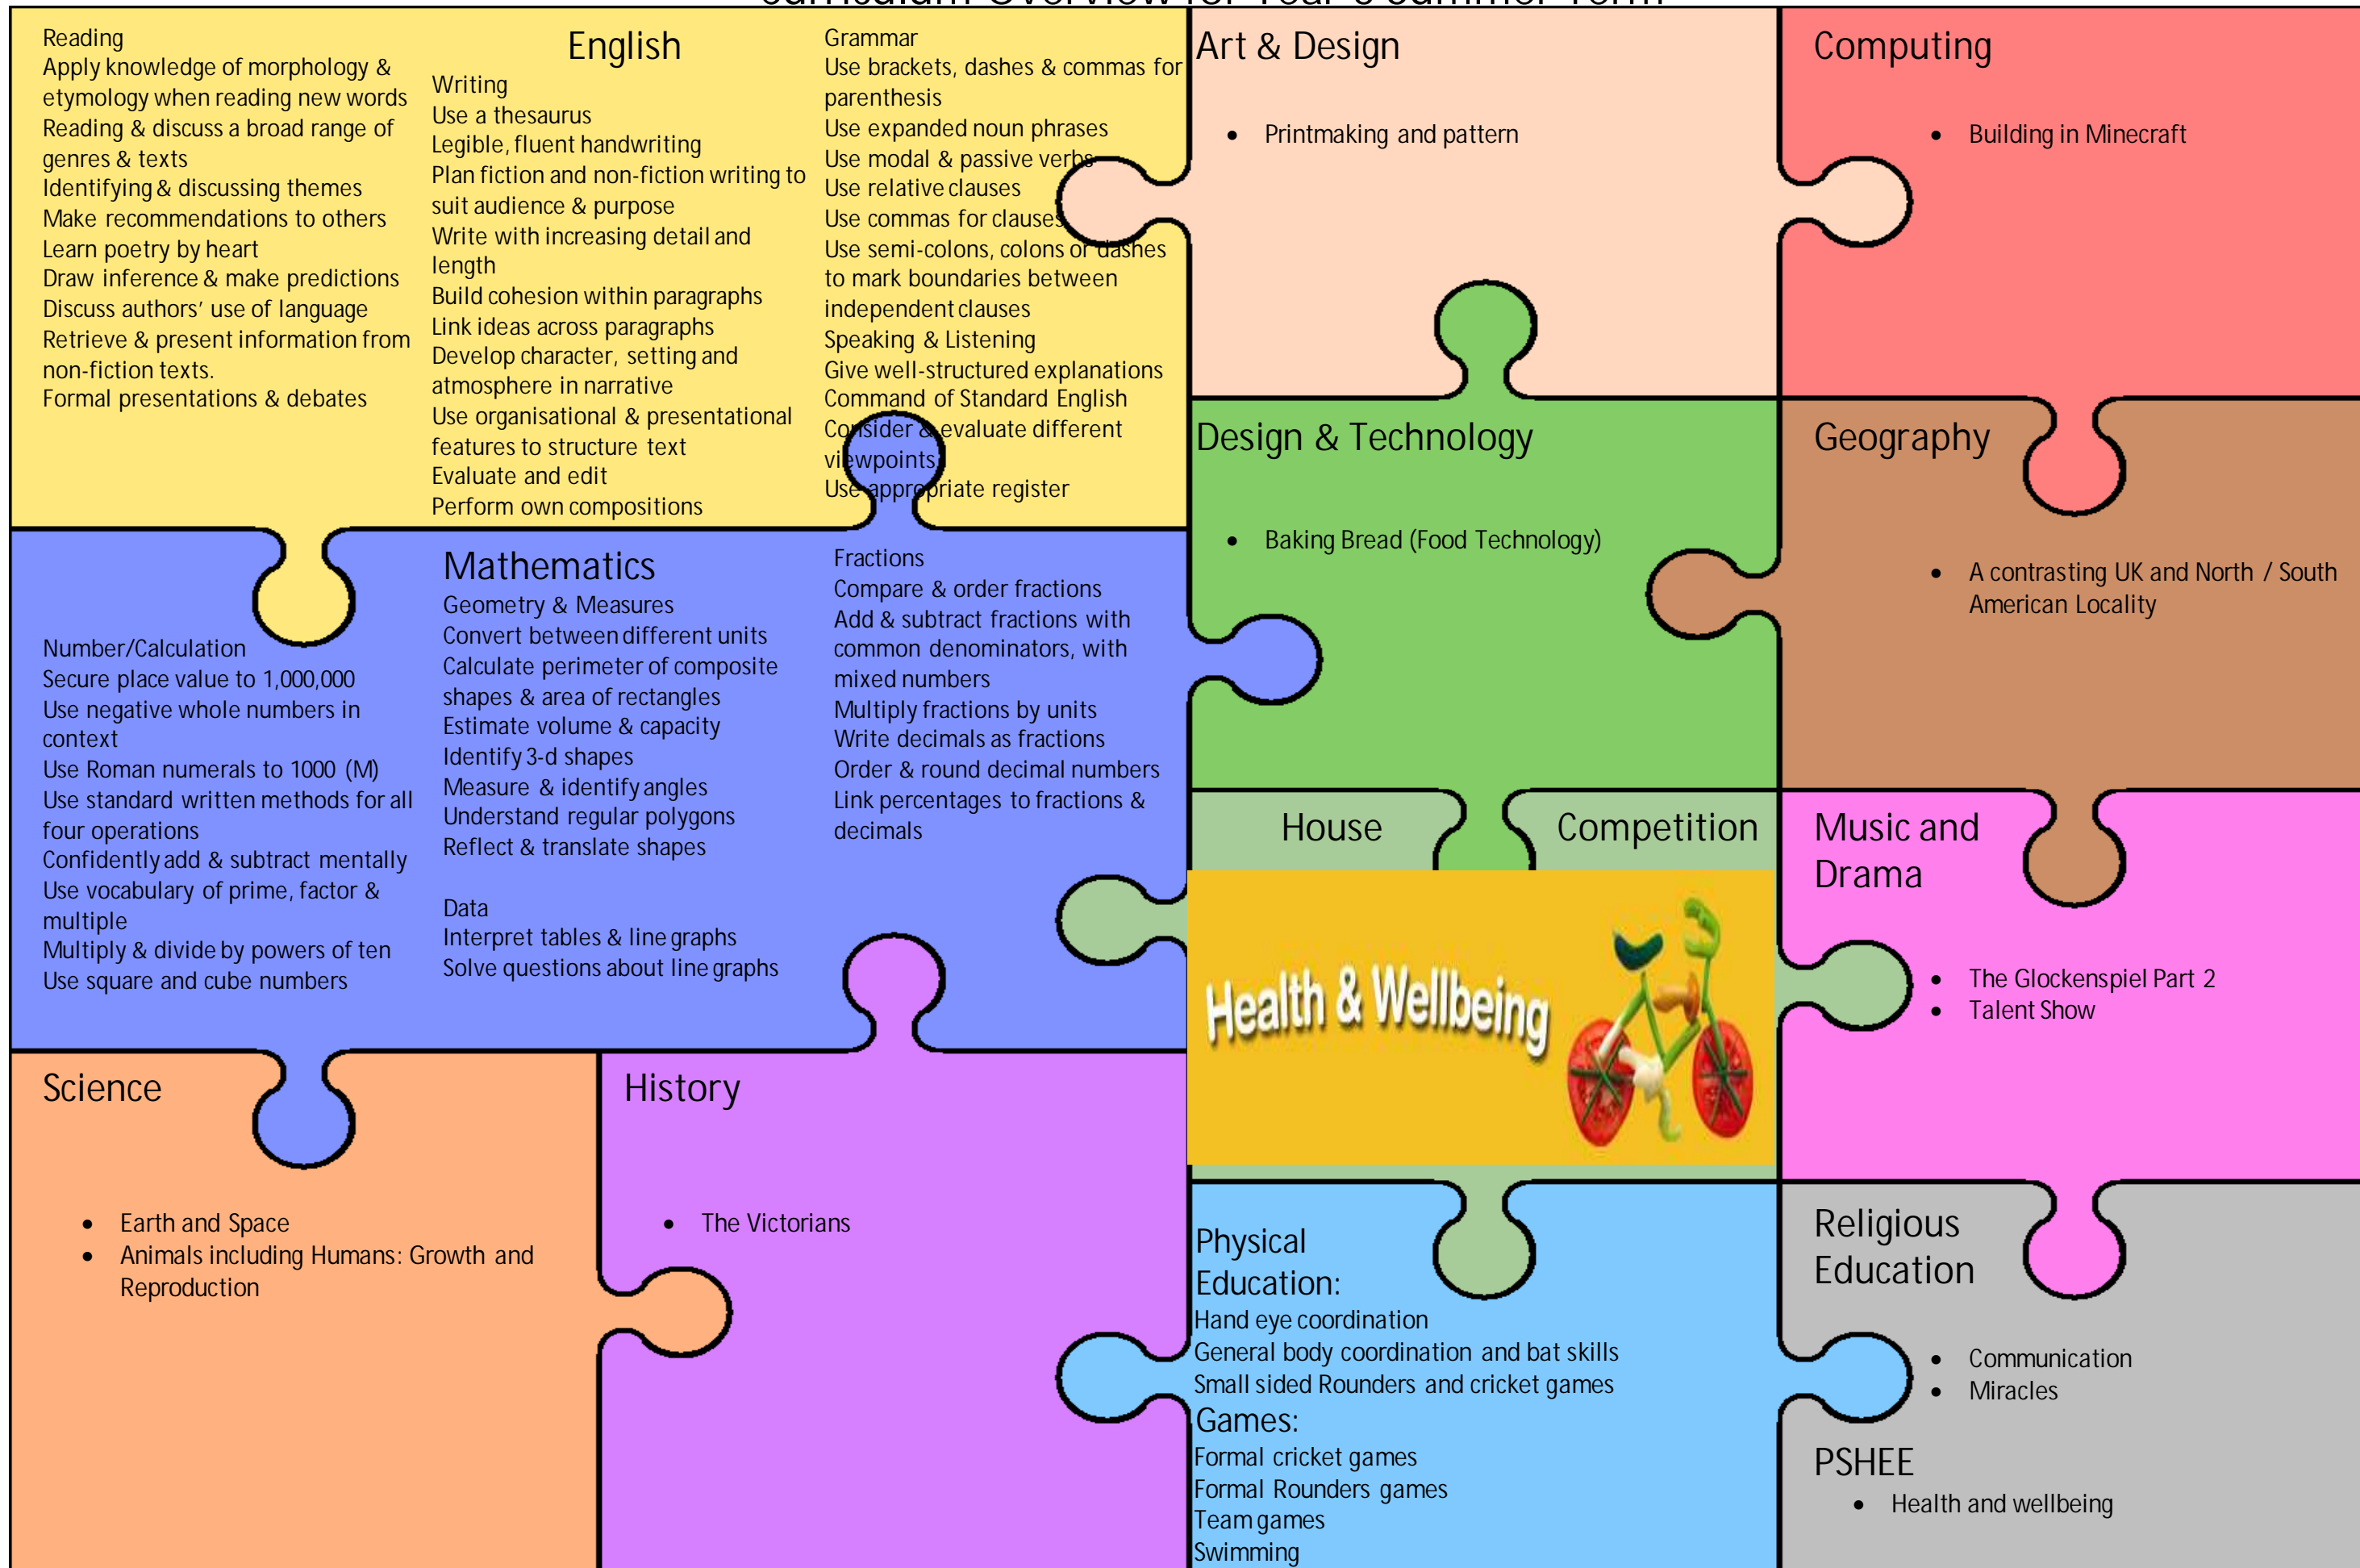 Curriculum Overview for Year 5 Summer Term
Reading
Apply knowledge of morphology &
etymology when reading new words
Reading & discuss a broad range of
genres & texts
Identifying & discussing themes
Make recommendations to others
Learn poetry by heart
Draw inference & make predictions
Discuss authors’ use of language
Retrieve & present information from
non-fiction texts.
Formal presentations & debates
English
Writing
Use a thesaurus
Legible, fluent handwriting
Plan fiction and non-fiction writing to
suit audience & purpose
Write with increasing detail and
length
Build cohesion within paragraphs
Link ideas across paragraphs
Develop character, setting and
atmosphere in narrative
Use organisational & presentational
features to structure text
Evaluate and edit
Perform own compositions
Grammar
Use brackets, dashes & commas for
parenthesis
Use expanded noun phrases
Use modal & passive verbs
Use relative clauses
Use commas for clauses
Use semi-colons, colons or dashes
to mark boundaries between
independent clauses
Speaking & Listening
Give well-structured explanations
Command of Standard English
Consider & evaluate different
viewpoints
Use appropriate register
Art & Design
• Printmaking and pattern
Computing
• Building in Minecraft
Design & Technology
• Baking Bread (Food Technology)
Geography
• A contrasting UK and North / South
American Locality
Number/Calculation
Secure place value to 1,000,000
Use negative whole numbers in
context
Use Roman numerals to 1000 (M)
Use standard written methods for all
four operations
Confidently add & subtract mentally
Use vocabulary of prime, factor &
multiple
Multiply & divide by powers of ten
Use square and cube numbers
Mathematics
Geometry & Measures
Convert between different units
Calculate perimeter of composite
shapes & area of rectangles
Estimate volume & capacity
Identify 3-d shapes
Measure & identify angles
Understand regular polygons
Reflect & translate shapes
Data
Interpret tables & line graphs
Solve questions about line graphs
Fractions
Compare & order fractions
Add & subtract fractions with
common denominators, with
mixed numbers
Multiply fractions by units
Write decimals as fractions
Order & round decimal numbers
Link percentages to fractions &
decimals
House Competition
Health & Wellbeing
Music and
Drama
• The Glockenspiel Part 2
• Talent Show
Science
• Earth and Space
• Animals including Humans: Growth and
Reproduction
History
• The Victorians
Physical
Education:
Hand eye coordination
General body coordination and bat skills
Small sided Rounders and cricket games
Games:
Formal cricket games
Formal Rounders games
Team games
Swimming
Religious
Education
• Communication
• Miracles
PSHEE
• Health and wellbeing